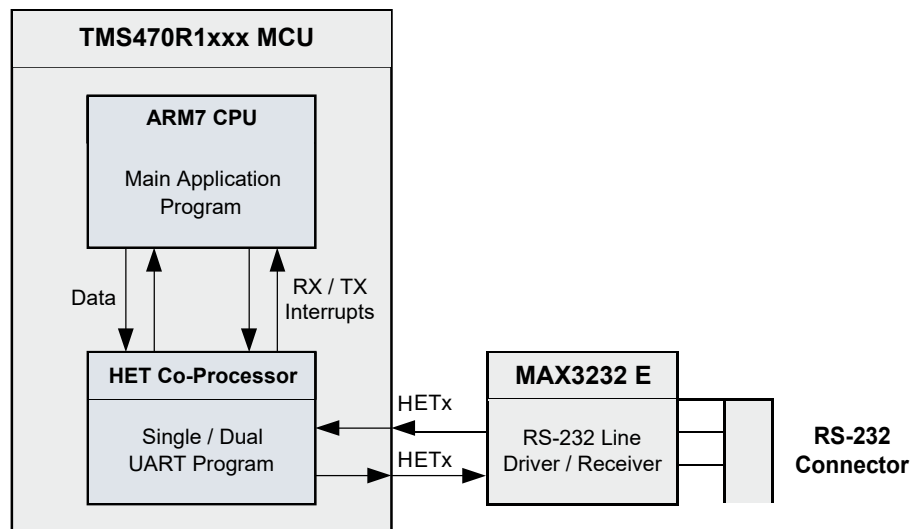 TMS470R1xxx MCU
ARM7 CPU
Main Application
Program
Data
RX / TX
Interrupts
HET Co-Processor
Single / Dual
UART Program
HETx
HETx
MAX3232 E
RS-232 Line
Driver / Receiver
RS-232
Connector